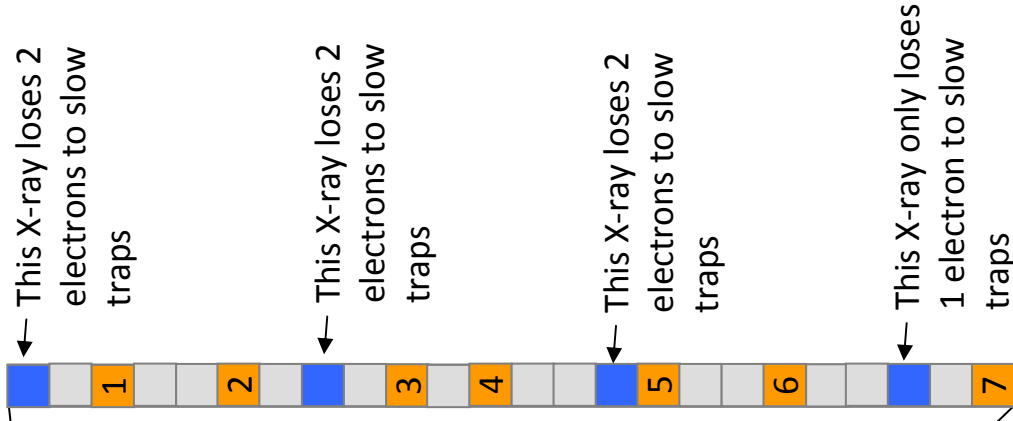 This X-ray loses 2
electrons to slow
traps
This X-ray loses 2
electrons to slow
traps
This X-ray loses 2
electrons to slow
traps
This X-ray only loses
1 electron to slow
traps
1
2
3
4
5
6
7